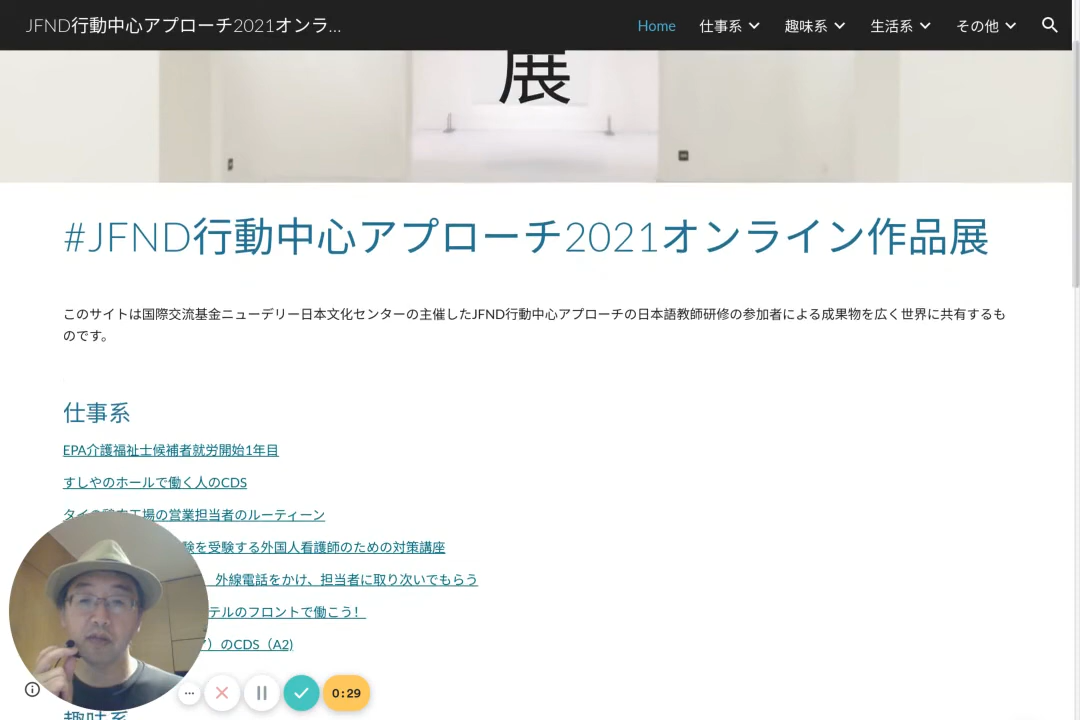 JFND行動中心アプローチ2021オンラ...
Home 仕事系 趣味系 生活系 その他
展
#JFND行動中心アプローチ2021オンライン作品展
このサイトは国際交流基金ニューデリー日本文化センターの主催したJFND行動中心アプローチの日本語教師研修の参加者による成果物を広く世界に共有するも
のです。
仕事系
EPA介護福祉士候補者就労開始1年目
すしやのホールで働く人のCDS
工場の営業担当者のルーティーン
験を受験する外国人看護師のための対策講座
外線電話をかけ、担当者に取り次いでもらう
テルのフロントで働こう!
）のCDS（A2)
0:29
趣味系